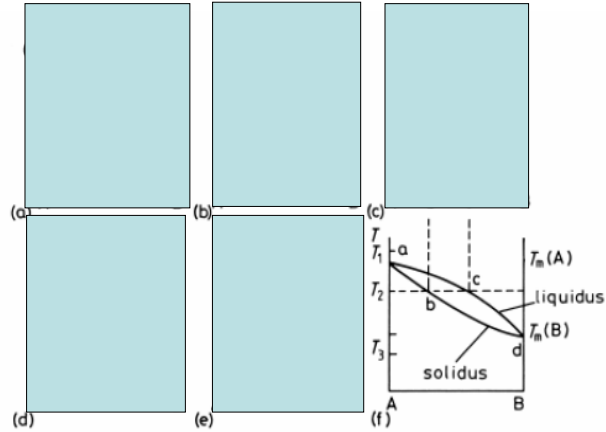 (a)
(b)
(c)
T
T₁
a
Tₘ(A)
c
T₂
b
liquidus
Tₘ(B)
T₃
d
solidus
A
B
(d)
(e)
(f)